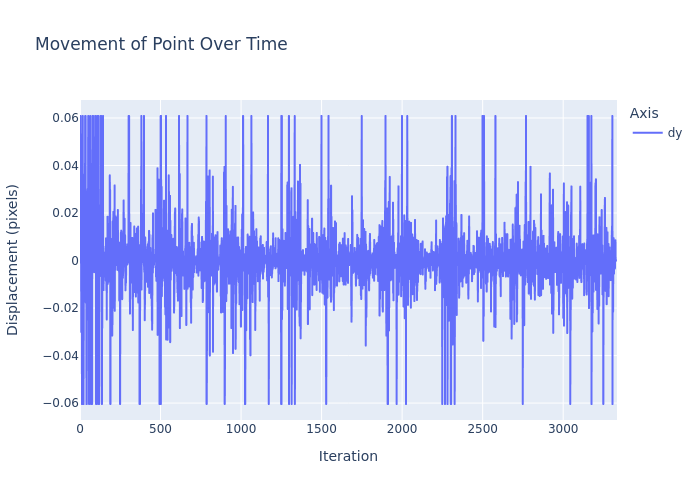 Movement of Point Over Time
Axis
dy
Displacement (pixels)
0.06
0.04
0.02
0
−0.02
−0.04
−0.06
0 500 1000 1500 2000 2500 3000
Iteration